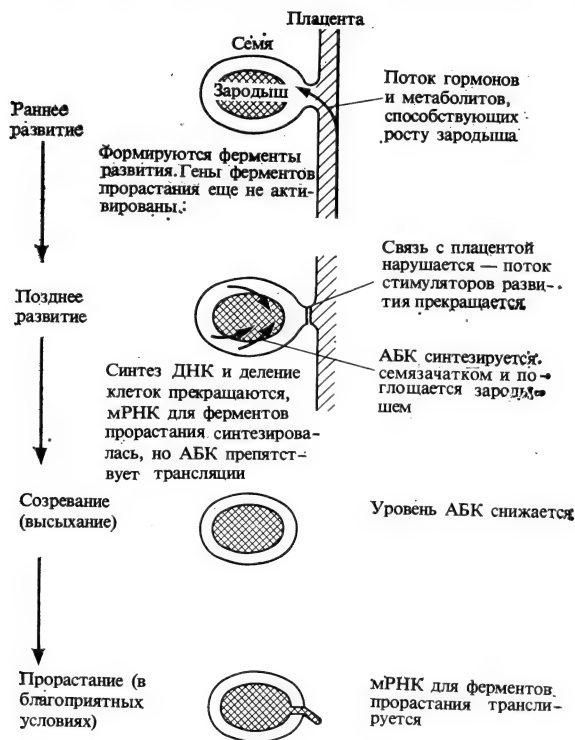 Плацента
Семя
Зародыш
Раннее
развитие
Поток гормонов
и метаболитов,
способствующих
росту зародыша
Формируются ферменты
развития. Гены ферментов
прорастания еще не акти-
вированы.
Позднее
развитие
Связь с плацентой
нарушается — поток
стимуляторов разви-
тия прекращается
АБК синтезируется
семязачатком и по-
глощается зароды-
шем
Синтез ДНК и деление
клеток прекращаются,
мРНК для ферментов
прорастания синтезирова-
лась, но АБК препятст-
вует трансляции
Созревание
(высыхание)
Уровень АБК снижается
Прорастание (в
благоприятных
условиях)
мРНК для ферментов
прорастания трансли-
руется